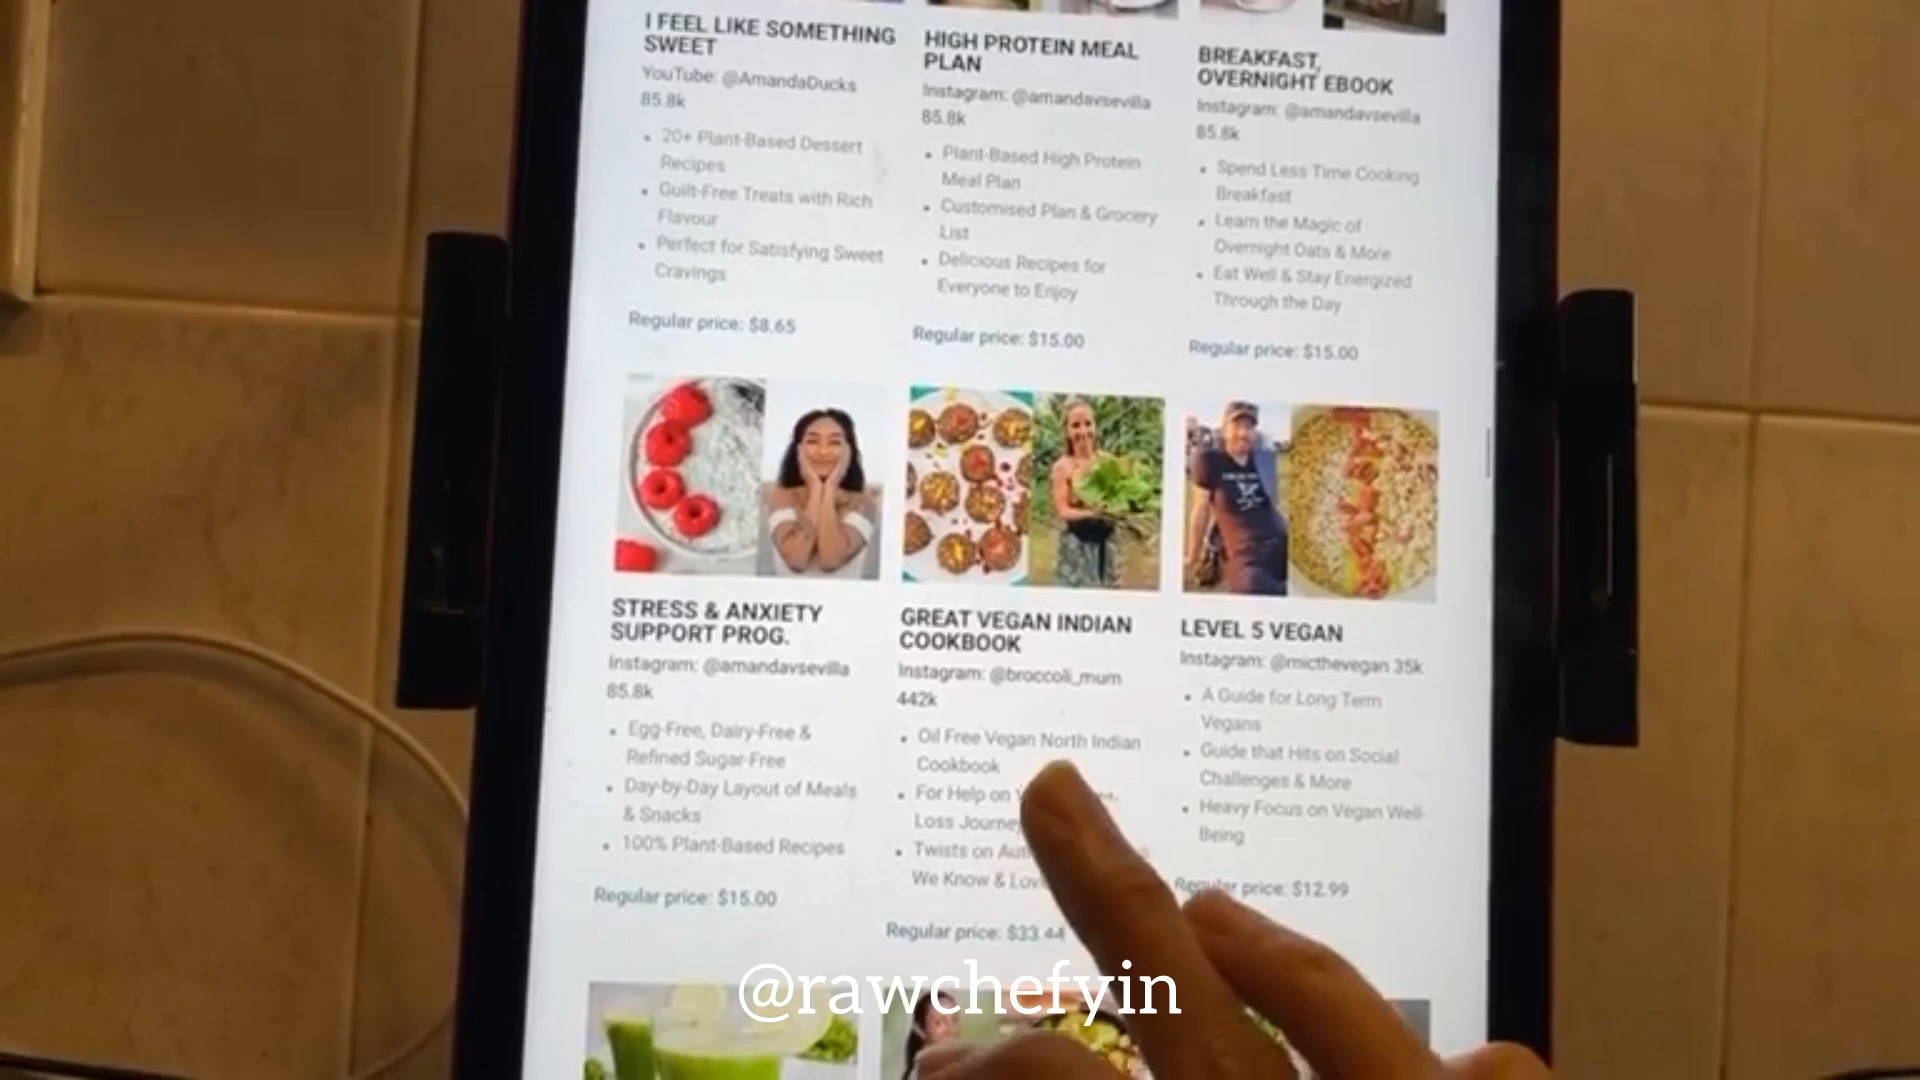 I FEEL LIKE SOMETHING
SWEET
YouTube: @AmandaDucks
85.8k
• 20+ Plant-Based Dessert
Recipes
• Guilt-Free Treats with Rich
Flavour
• Perfect for Satisfying Sweet
Cravings
Regular price: $8.65
HIGH PROTEIN MEAL
PLAN
Instagram: @amandavsevilla
85.8k
• Plant-Based High Protein
Meal Plan
• Customised Plan & Grocery
List
• Delicious Recipes for
Everyone to Enjoy
Regular price: $15.00
BREAKFAST,
OVERNIGHT EBOOK
Instagram: @amandavsevilla
85.8k
• Spend Less Time Cooking
Breakfast
• Learn the Magic of
Overnight Oats & More
• Eat Well & Stay Energized
Through the Day
Regular price: $15.00
STRESS & ANXIETY
SUPPORT PROG.
Instagram: @amandavsevilla
85.8k
• Egg-Free, Dairy-Free &
Refined Sugar-Free
• Day-by-Day Layout of Meals
& Snacks
• 100% Plant-Based Recipes
Regular price: $15.00
GREAT VEGAN INDIAN
COOKBOOK
Instagram: @broccoli_mum
442k
• Oil Free Vegan North Indian
Cookbook
• For Help on
Loss
• Twists on
We Know &
Regular price: $33.44
LEVEL 5 VEGAN
Instagram: @micthevegan 35k
• A Guide for Long Term
Vegans
• Guide that Hits on Social
Challenges & More
• Heavy Focus on Vegan Well-
Being
Regular price: $12.99
@rawchefyin